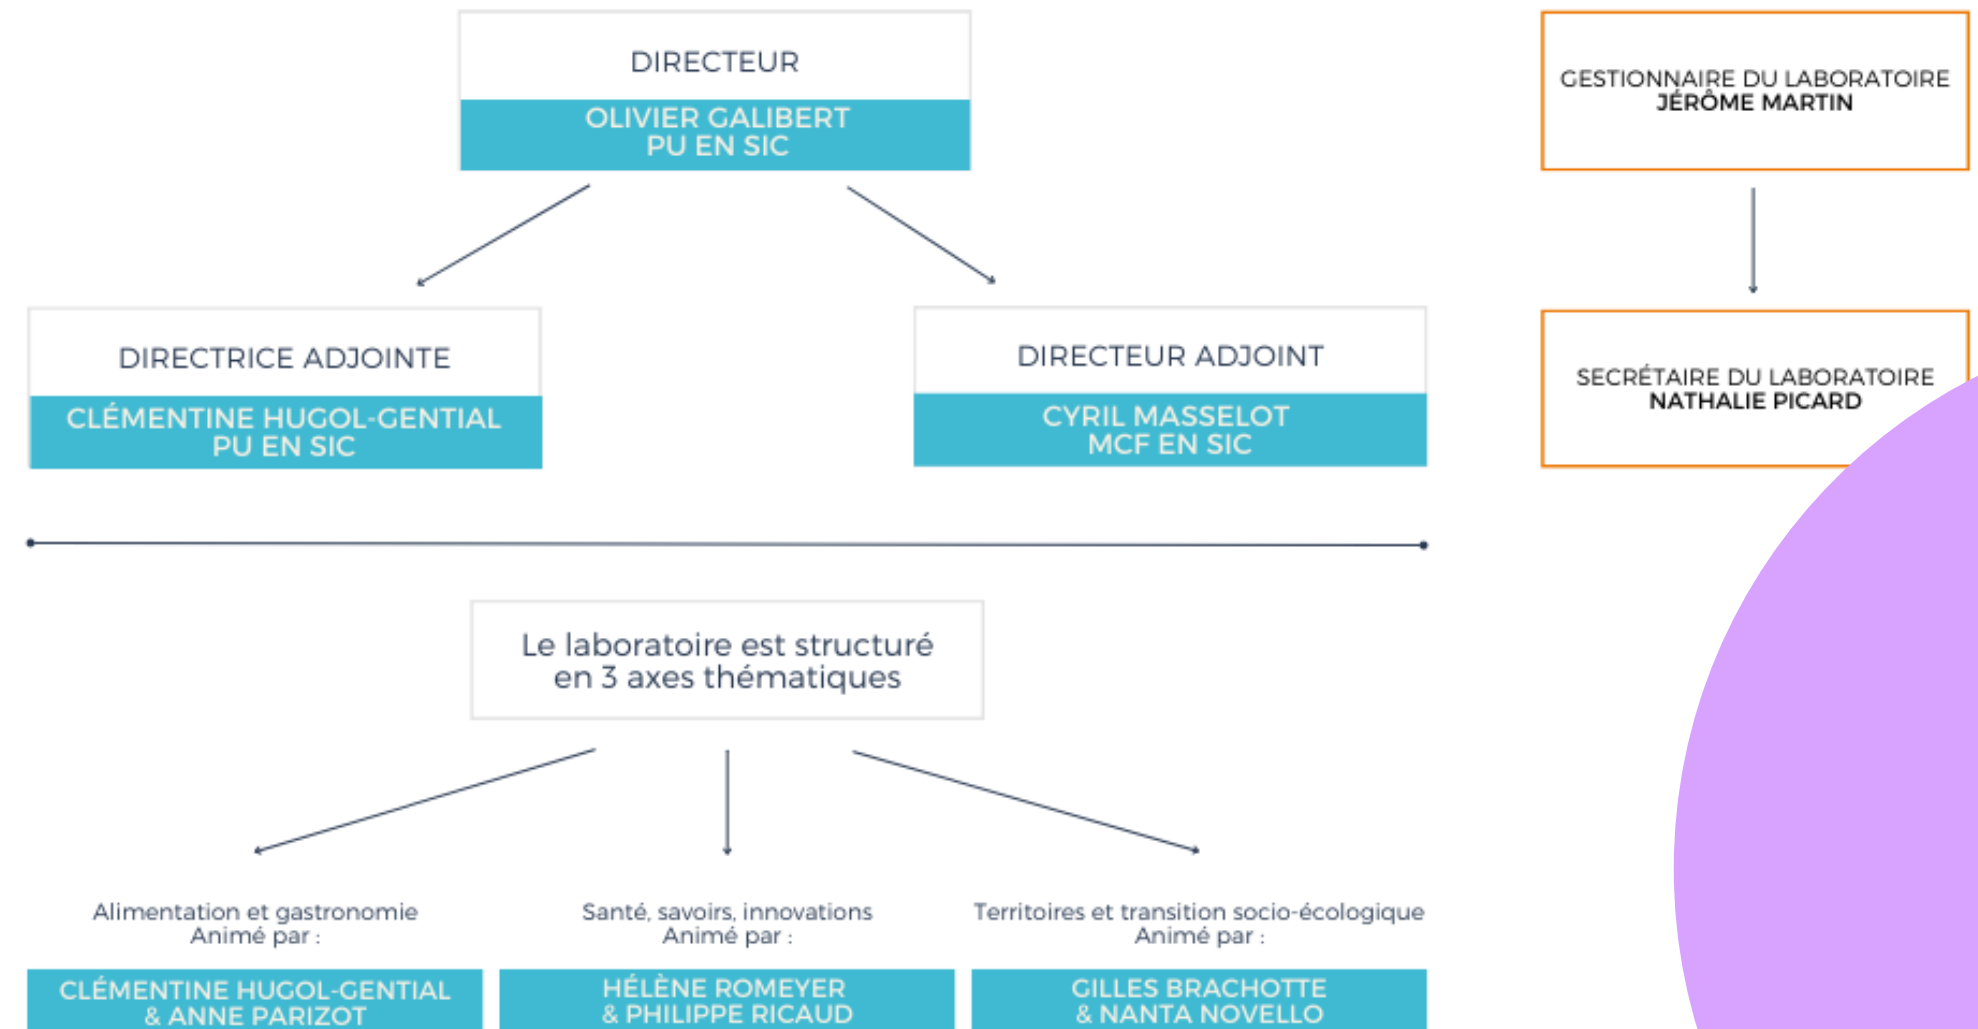 DIRECTEUR
OLIVIER GALIBERT
PU EN SIC
GESTIONNAIRE DU LABORATOIRE
JÉRÔME MARTIN
DIRECTRICE ADJOINTE
CLÉMENTINE HUGOL-GENTIAL
PU EN SIC
DIRECTEUR ADJOINT
CYRIL MASSELOT
MCF EN SIC
SECRÉTAIRE DU LABORATOIRE
NATHALIE PICARD
Le laboratoire est structuré
en 3 axes thématiques
Alimentation et gastronomie
Animé par :
CLÉMENTINE HUGOL-GENTIAL
& ANNE PARIZOT
Santé, savoirs, innovations
Animé par :
HÉLÈNE ROMEYER
& PHILIPPE RICAUD
Territoires et transition socio-écologique
Animé par :
GILLES BRACHOTTE
& NANTA NOVELLO